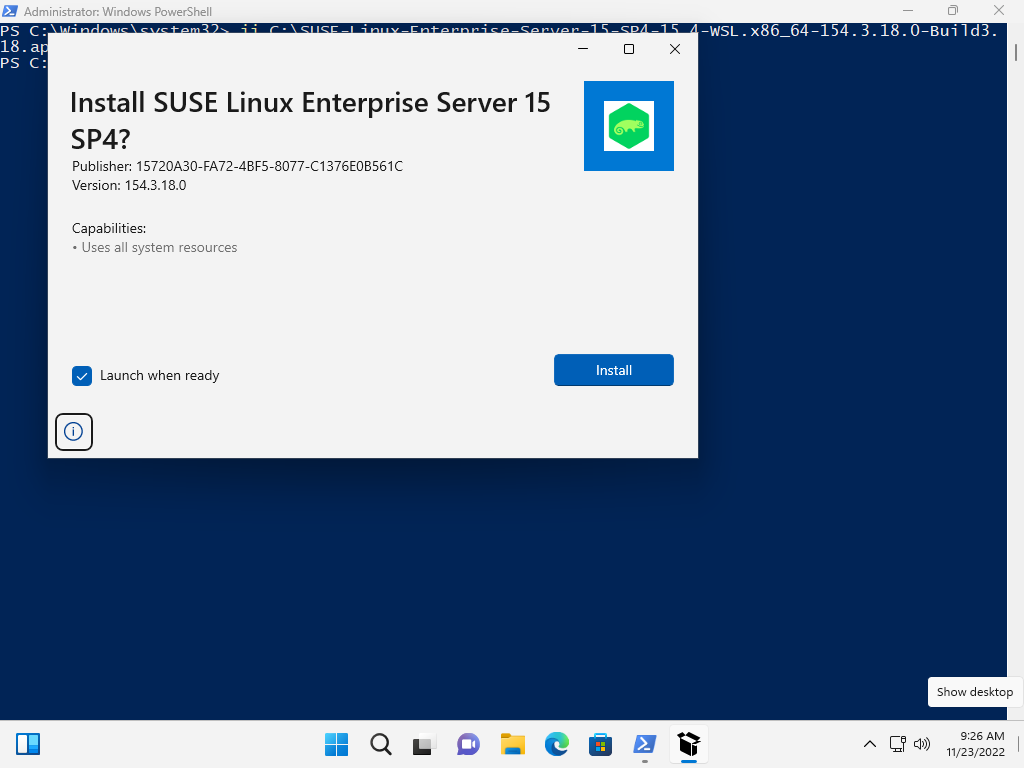 Administrator: Windows PowerShell
PS C:\Windows\system32> ii C:\SUSE-Linux-Enterprise-Server-15-SP4-15.4-WSL.x86_64-154.3.18.0-Build3.
18.ap
PS C:
Install SUSE Linux Enterprise Server 15
SP4?
Publisher: 15720A30-FA72-4BF5-8077-C1376E0B561C
Version: 154.3.18.0
Capabilities:
• Uses all system resources
Launch when ready
Install
Show desktop
9:26 AM
11/23/2022